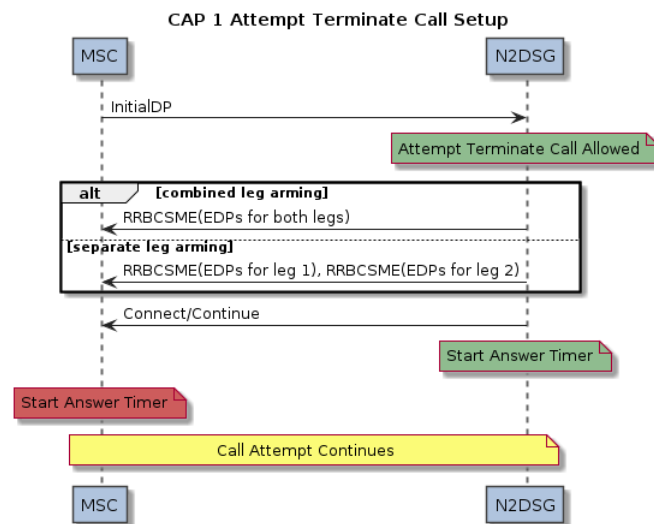 CAP 1 Attempt Terminate Call Setup
MSC N2DSG
InitialDP
Attempt Terminate Call Allowed
alt [combined leg arming]
RRBCSME(EDPs for both legs)
[separate leg arming]
RRBCSME(EDPs for leg 1), RRBCSME(EDPs for leg 2)
Connect/Continue
Start Answer Timer
Start Answer Timer
Call Attempt Continues
MSC N2DSG